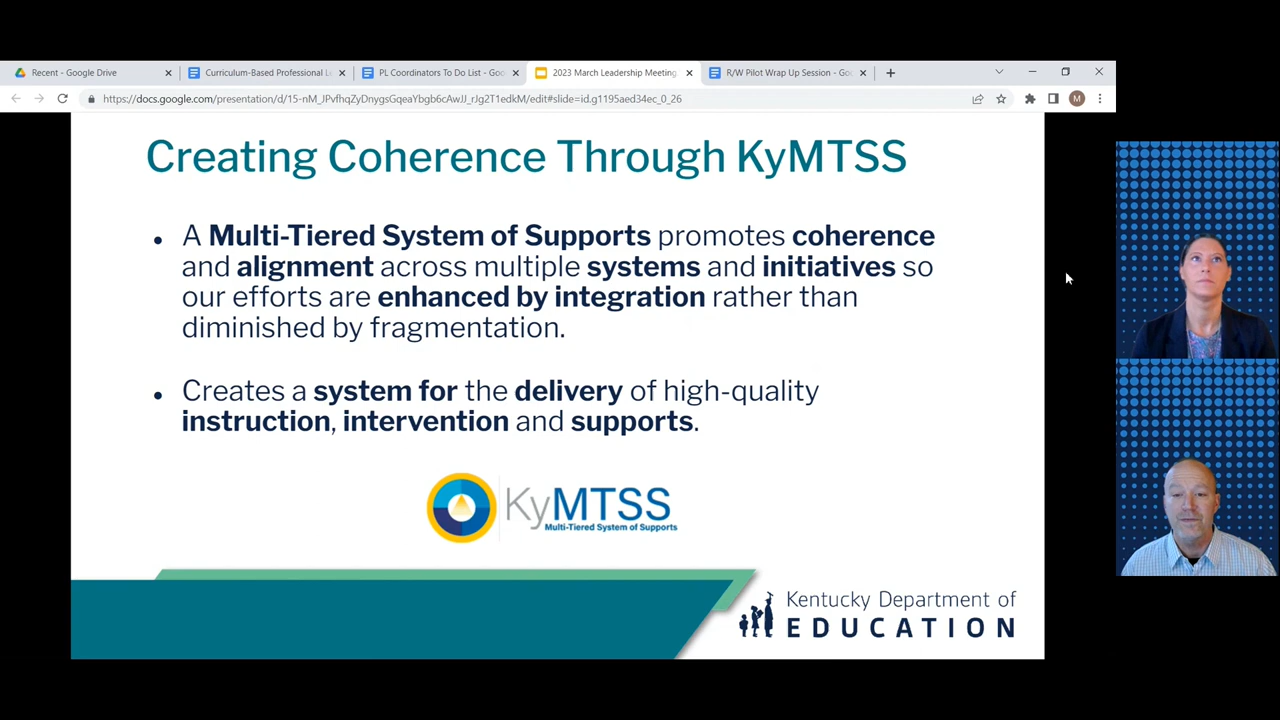 Recent - Google Drive
Curriculum-Based Professional Le
PL Coordinators To Do List - Goo
2023 March Leadership Meeting
R/W Pilot Wrap Up Session - Goo
https://docs.google.com/presentation/d/15-nM_JPvfhqZyDnygsGqeaYbgb6cAwJJ_rJg2T1edkM/edit#slide=id.g1195aed34ec_0_26
M
Creating Coherence Through KyMTSS
• A Multi-Tiered System of Supports promotes coherence
and alignment across multiple systems and initiatives so
our efforts are enhanced by integration rather than
diminished by fragmentation.
• Creates a system for the delivery of high-quality
instruction, intervention and supports.
KyMTSS
Multi-Tiered System of Supports
Kentucky Department of
EDUCATION